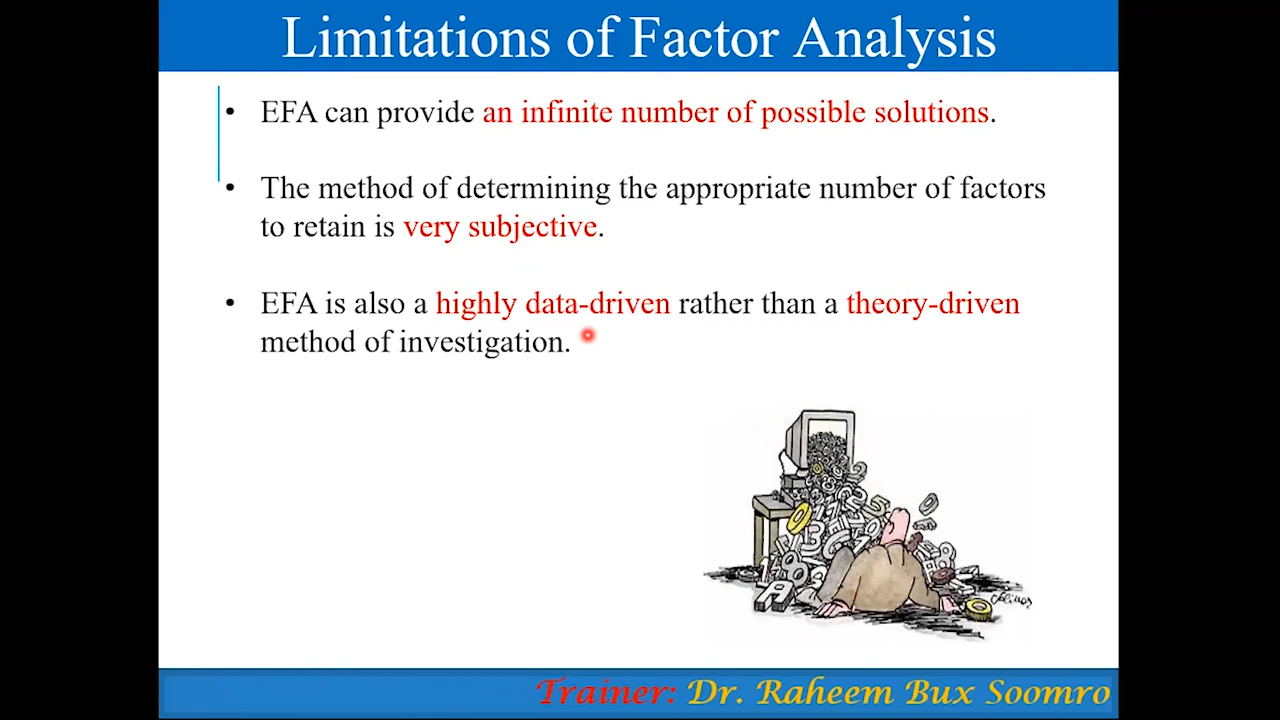 Limitations of Factor Analysis
• EFA can provide an infinite number of possible solutions.
• The method of determining the appropriate number of factors
to retain is very subjective.
• EFA is also a highly data-driven rather than a theory-driven
method of investigation.
Trainer: Dr. Raheem Bux Soomro